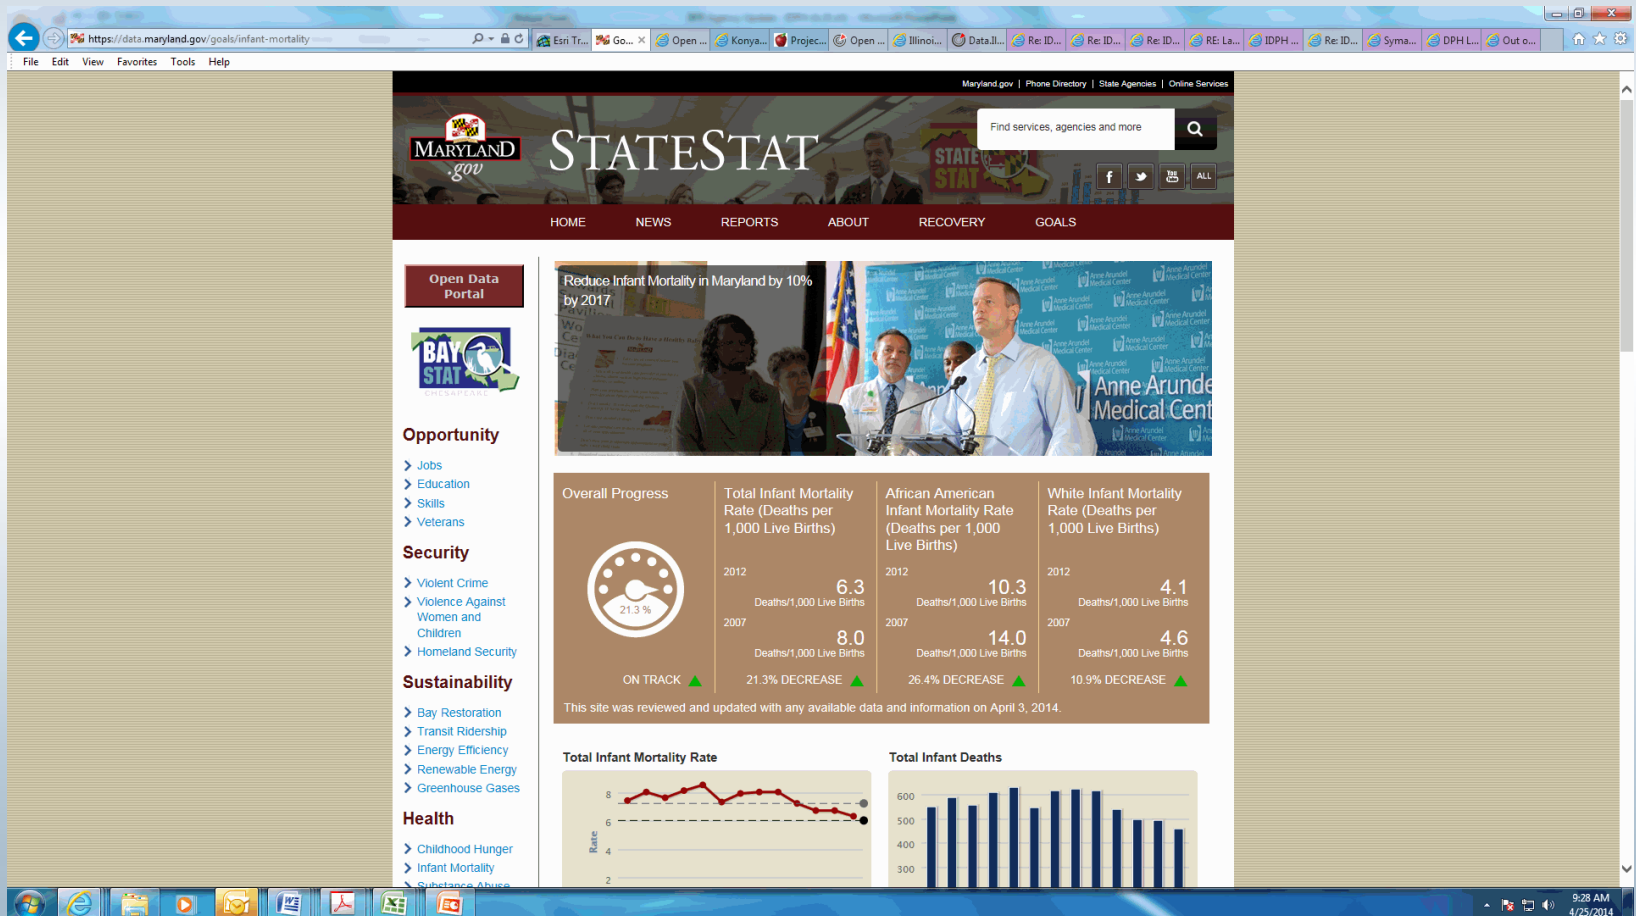 https://data.maryland.gov/goals/infant-mortality
Esri Tr...
Go...
Open ...
Konya...
Projec...
Open ...
Illinoi...
Data.Il...
Re: ID...
Re: ID...
Re: ID...
RE: La...
IDPH ...
Re: ID...
Syma...
DPH L...
Out o...
File Edit View Favorites Tools Help
Maryland.gov | Phone Directory | State Agencies | Online Services
MARYLAND
.gov
STATESTAT
STATE
STAT
Find services, agencies and more
f
You
ALL
HOME NEWS REPORTS ABOUT RECOVERY GOALS
Open Data
Portal
BAY
STAT
CHESAPEAKE
Opportunity
Jobs
Education
Skills
Veterans
Security
Violent Crime
Violence Against
Women and
Children
Homeland Security
Sustainability
Bay Restoration
Transit Ridership
Energy Efficiency
Renewable Energy
Greenhouse Gases
Health
Childhood Hunger
Infant Mortality
Substance Abuse
Reduce Infant Mortality in Maryland by 10%
by 2017
Anne Arundel
Medical Center
Anne Arunde
Medical Cent
Overall Progress
21.3 %
ON TRACK
Total Infant Mortality
Rate (Deaths per
1,000 Live Births)
2012
6.3
Deaths/1,000 Live Births
2007
8.0
Deaths/1,000 Live Births
21.3% DECREASE
African American
Infant Mortality Rate
(Deaths per 1,000
Live Births)
2012
10.3
Deaths/1,000 Live Births
2007
14.0
Deaths/1,000 Live Births
26.4% DECREASE
White Infant Mortality
Rate (Deaths per
1,000 Live Births)
2012
4.1
Deaths/1,000 Live Births
2007
4.6
Deaths/1,000 Live Births
10.9% DECREASE
This site was reviewed and updated with any available data and information on April 3, 2014.
Total Infant Mortality Rate
8
6
4
2
Rate
Total Infant Deaths
600
500
400
300
9:28 AM
4/25/2014